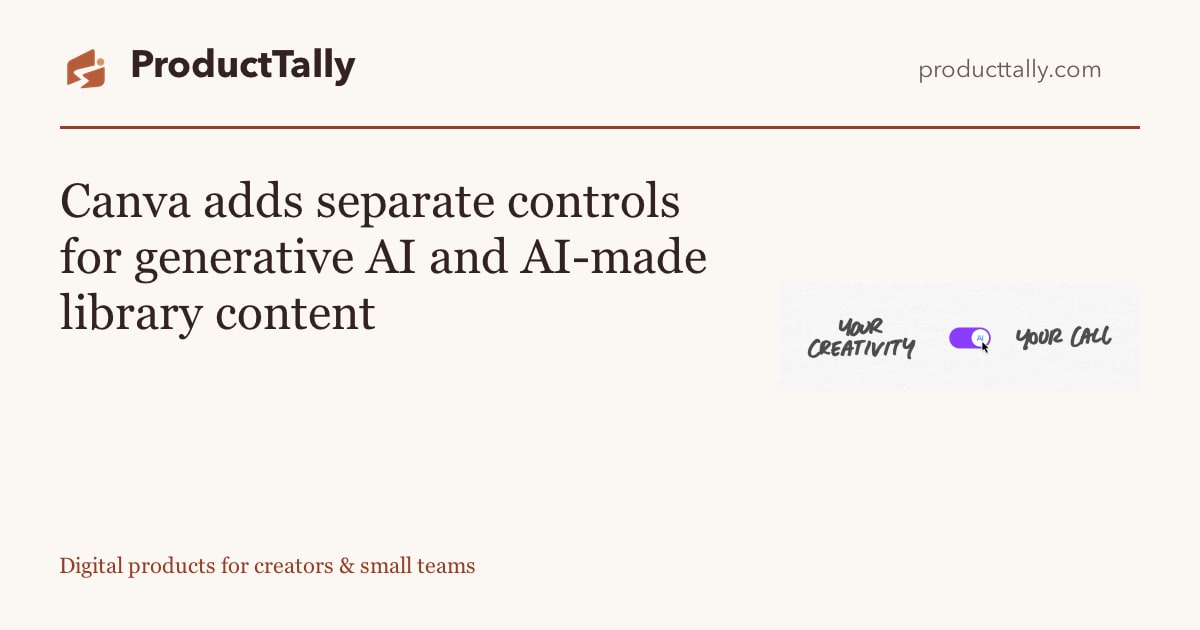 ProductTally
producttally.com
Canva adds separate controls
for generative AI and AI-made
library content
YOUR
CREATIVITY
AI
YOUR CALL
Digital products for creators & small teams